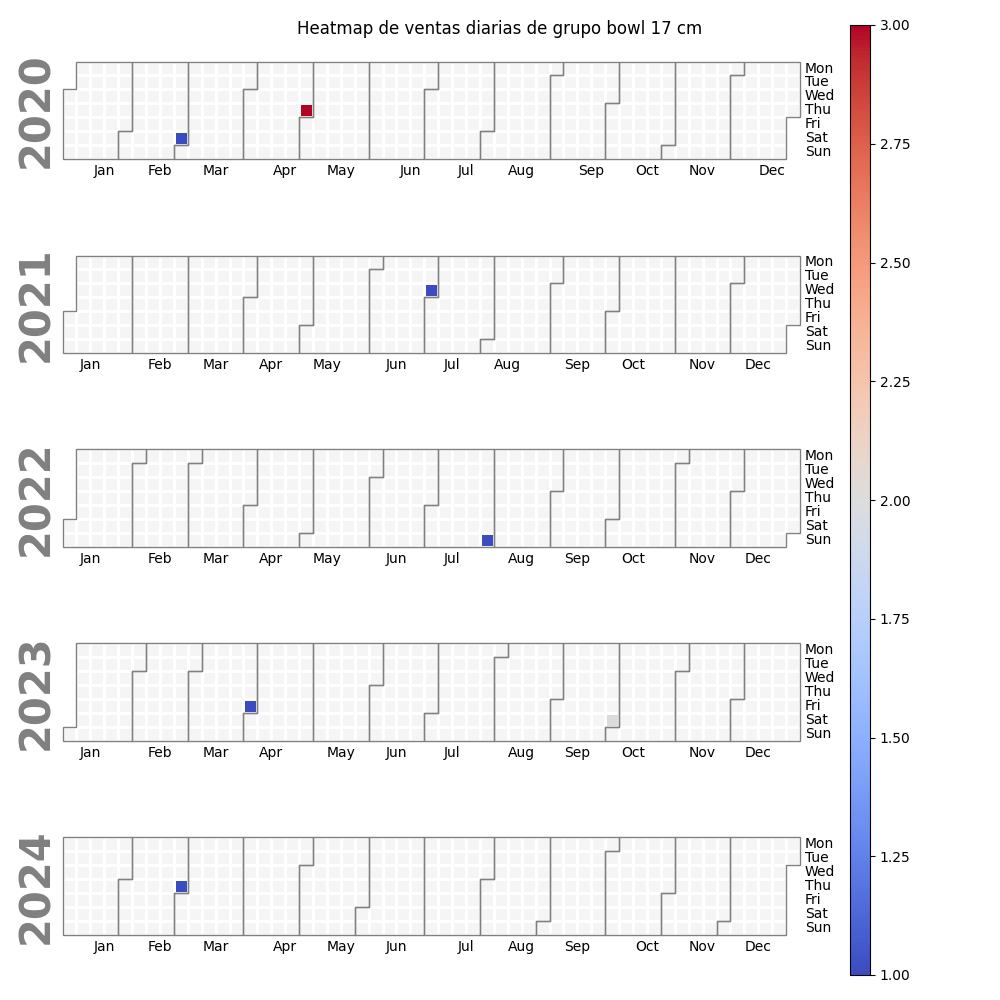 Heatmap de ventas diarias de grupo bowl 17 cm
2020
Mon
Tue
Wed
Thu
Fri
Sat
Sun
Jan Feb Mar Apr May Jun Jul Aug Sep Oct Nov Dec
2021
Mon
Tue
Wed
Thu
Fri
Sat
Sun
Jan Feb Mar Apr May Jun Jul Aug Sep Oct Nov Dec
2022
Mon
Tue
Wed
Thu
Fri
Sat
Sun
Jan Feb Mar Apr May Jun Jul Aug Sep Oct Nov Dec
2023
Mon
Tue
Wed
Thu
Fri
Sat
Sun
Jan Feb Mar Apr May Jun Jul Aug Sep Oct Nov Dec
2024
Mon
Tue
Wed
Thu
Fri
Sat
Sun
Jan Feb Mar Apr May Jun Jul Aug Sep Oct Nov Dec
3.00
2.75
2.50
2.25
2.00
1.75
1.50
1.25
1.00